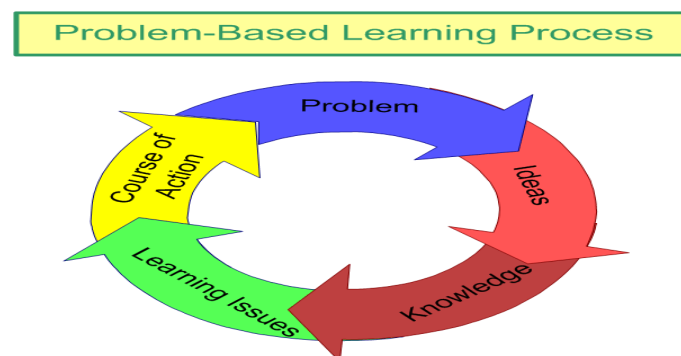 Problem-Based Learning Process
Problem
Ideas
Knowledge
Learning Issues
Course of
Action